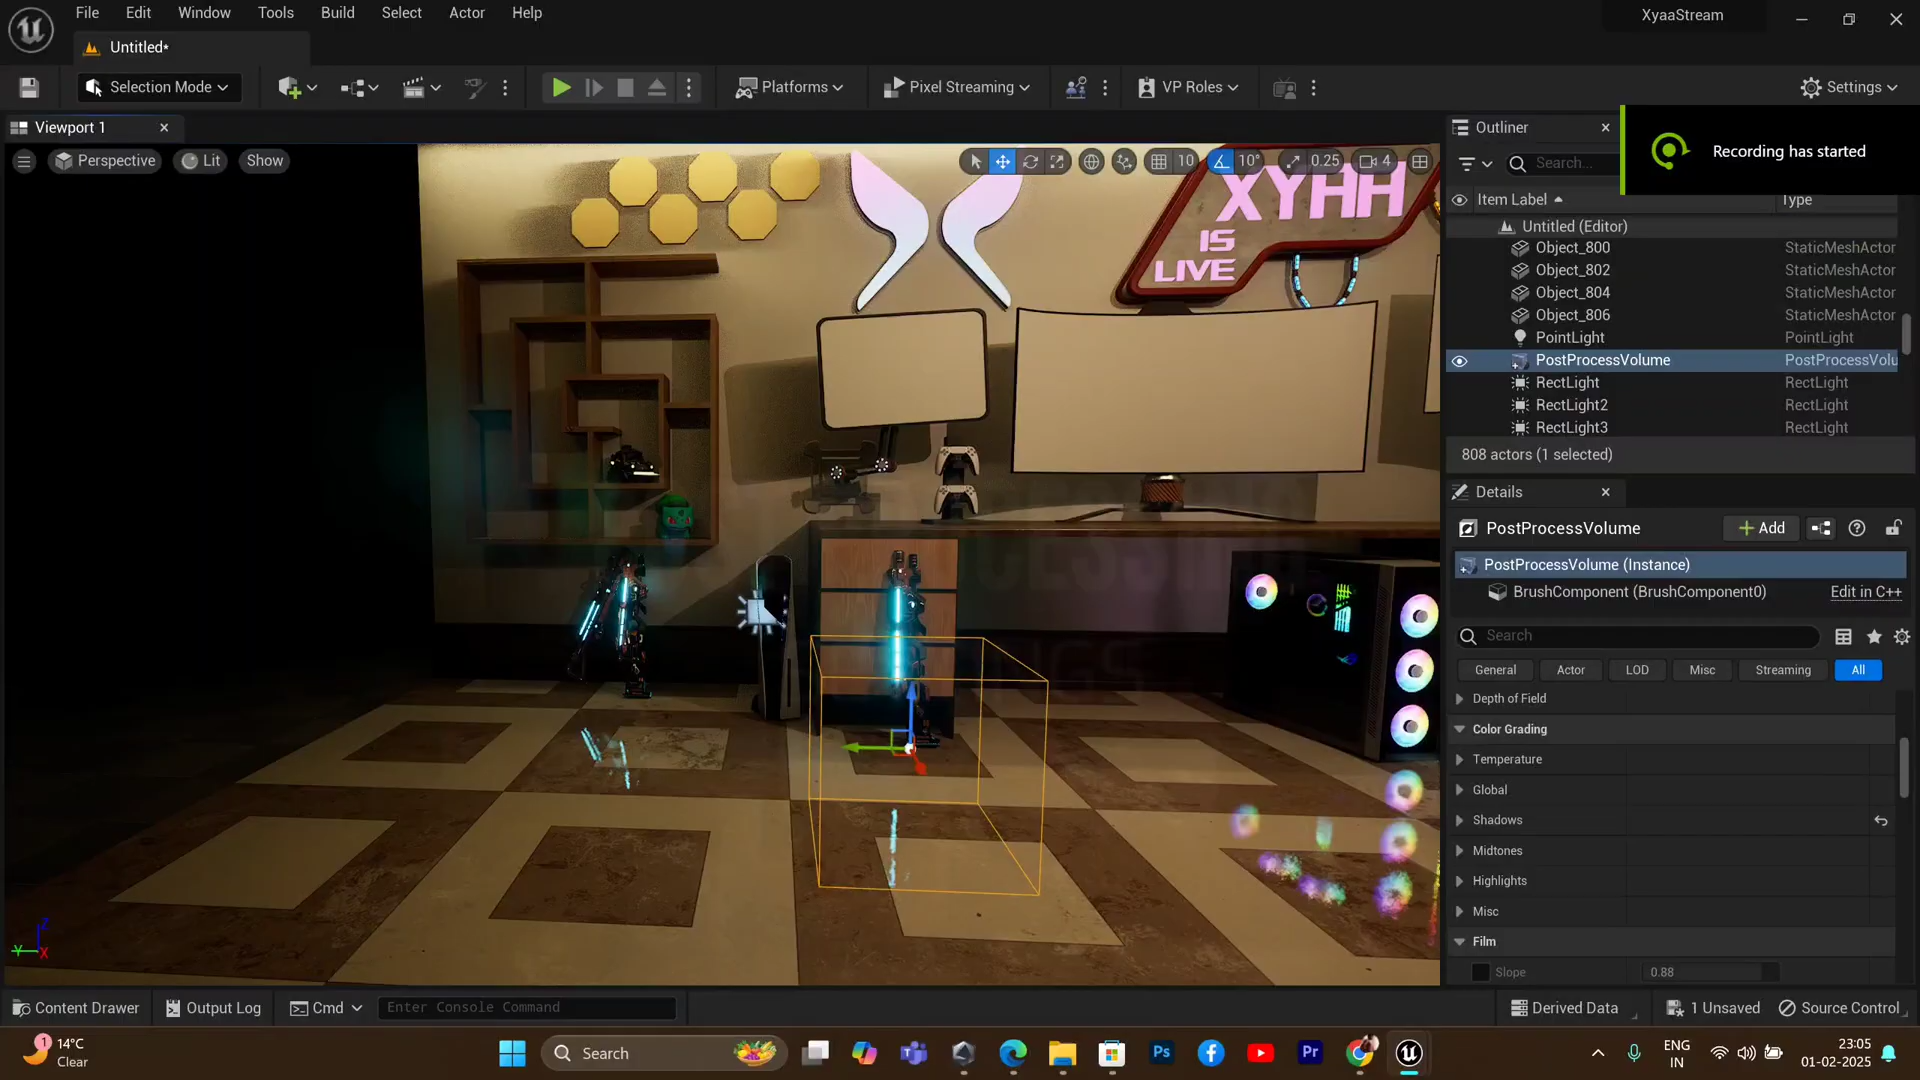 File Edit Window Tools Build Select Actor Help
XyaaStream
Untitled*
Selection Mode
Platforms
Pixel Streaming
VP Roles
Settings
Viewport 1
Outliner
Recording has started
Perspective
Lit
Show
10
10°
0.25
4
Search...
Item Label
Type
Untitled (Editor)
Object_800 StaticMeshActor
Object_802 StaticMeshActor
Object_804 StaticMeshActor
Object_806 StaticMeshActor
PointLight PointLight
PostProcessVolume PostProcessVolu
RectLight RectLight
RectLight2 RectLight
RectLight3 RectLight
808 actors (1 selected)
XYHH
IS
LIVE
Details
PostProcessVolume
Add
PostProcessVolume (Instance)
BrushComponent (BrushComponent0) Edit in C++
Search
General Actor LOD Misc Streaming All
Depth of Field
Color Grading
Temperature
Global
Shadows
Midtones
Highlights
Misc
Film
Slope 0.88
Z
Y
X
Content Drawer
Output Log
Cmd
Enter Console Command
Derived Data
1 Unsaved
Source Control
1
14°C
Clear
Search
Ps
Pr
ENG
IN
23:05
01-02-2025